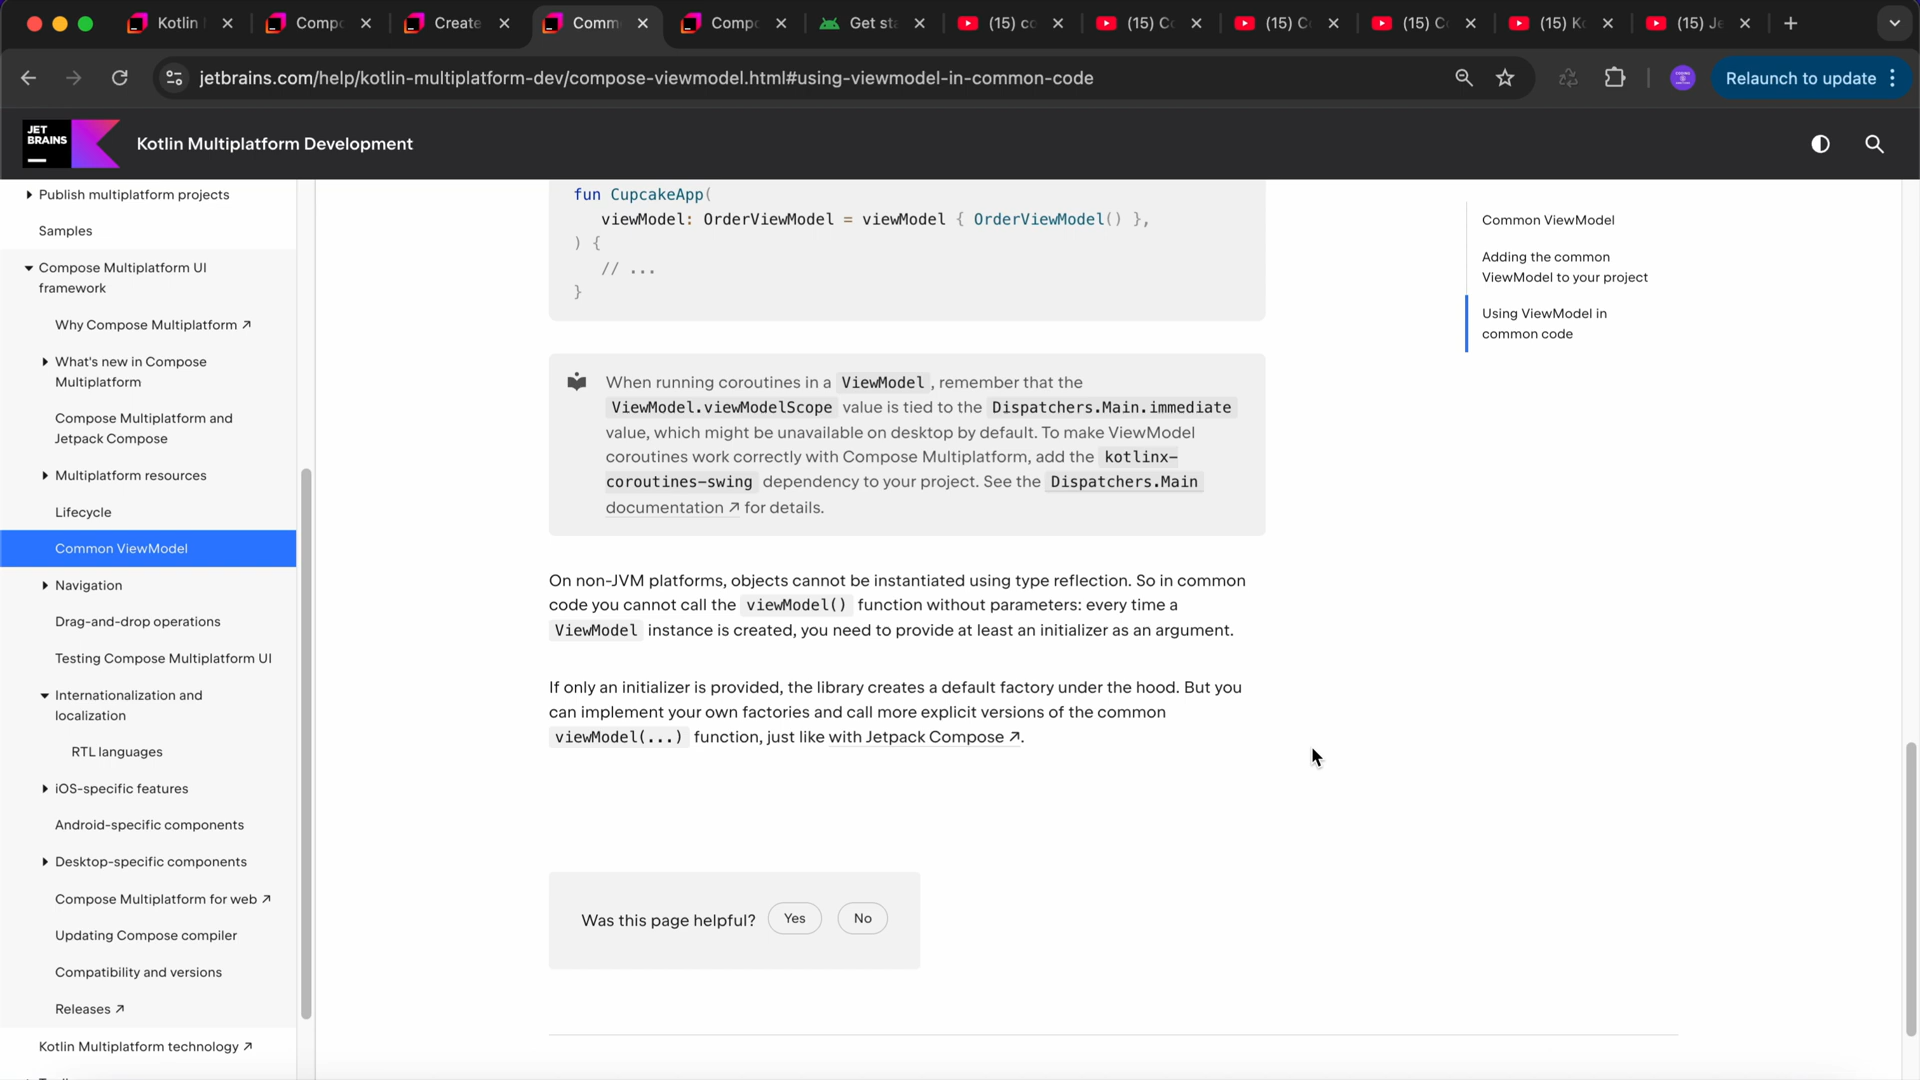 Kotlin
Compo
Create
Comm
Compo
Get sta
(15) co
(15) C
(15) C
(15) C
(15) K
(15) Je
jetbrains.com/help/kotlin-multiplatform-dev/compose-viewmodel.html#using-viewmodel-in-common-code
Relaunch to update
JET
BRAINS
Kotlin Multiplatform Development
Publish multiplatform projects
Samples
Compose Multiplatform UI
framework
Why Compose Multiplatform ↗
What's new in Compose
Multiplatform
Compose Multiplatform and
Jetpack Compose
Multiplatform resources
Lifecycle
Common ViewModel
Navigation
Drag-and-drop operations
Testing Compose Multiplatform UI
Internationalization and
localization
RTL languages
iOS-specific features
Android-specific components
Desktop-specific components
Compose Multiplatform for web ↗
Updating Compose compiler
Compatibility and versions
Releases ↗
Kotlin Multiplatform technology ↗
fun CupcakeApp(
viewModel: OrderViewModel = viewModel { OrderViewModel() },
) {
// ...
}
When running coroutines in a ViewModel, remember that the
ViewModel.viewModelScope value is tied to the Dispatchers.Main.immediate
value, which might be unavailable on desktop by default. To make ViewModel
coroutines work correctly with Compose Multiplatform, add the kotlinx-
coroutines-swing dependency to your project. See the Dispatchers.Main
documentation ↗ for details.
On non-JVM platforms, objects cannot be instantiated using type reflection. So in common
code you cannot call the viewModel() function without parameters: every time a
ViewModel instance is created, you need to provide at least an initializer as an argument.
If only an initializer is provided, the library creates a default factory under the hood. But you
can implement your own factories and call more explicit versions of the common
viewModel(...) function, just like with Jetpack Compose ↗.
Was this page helpful?
Yes
No
Common ViewModel
Adding the common
ViewModel to your project
Using ViewModel in
common code